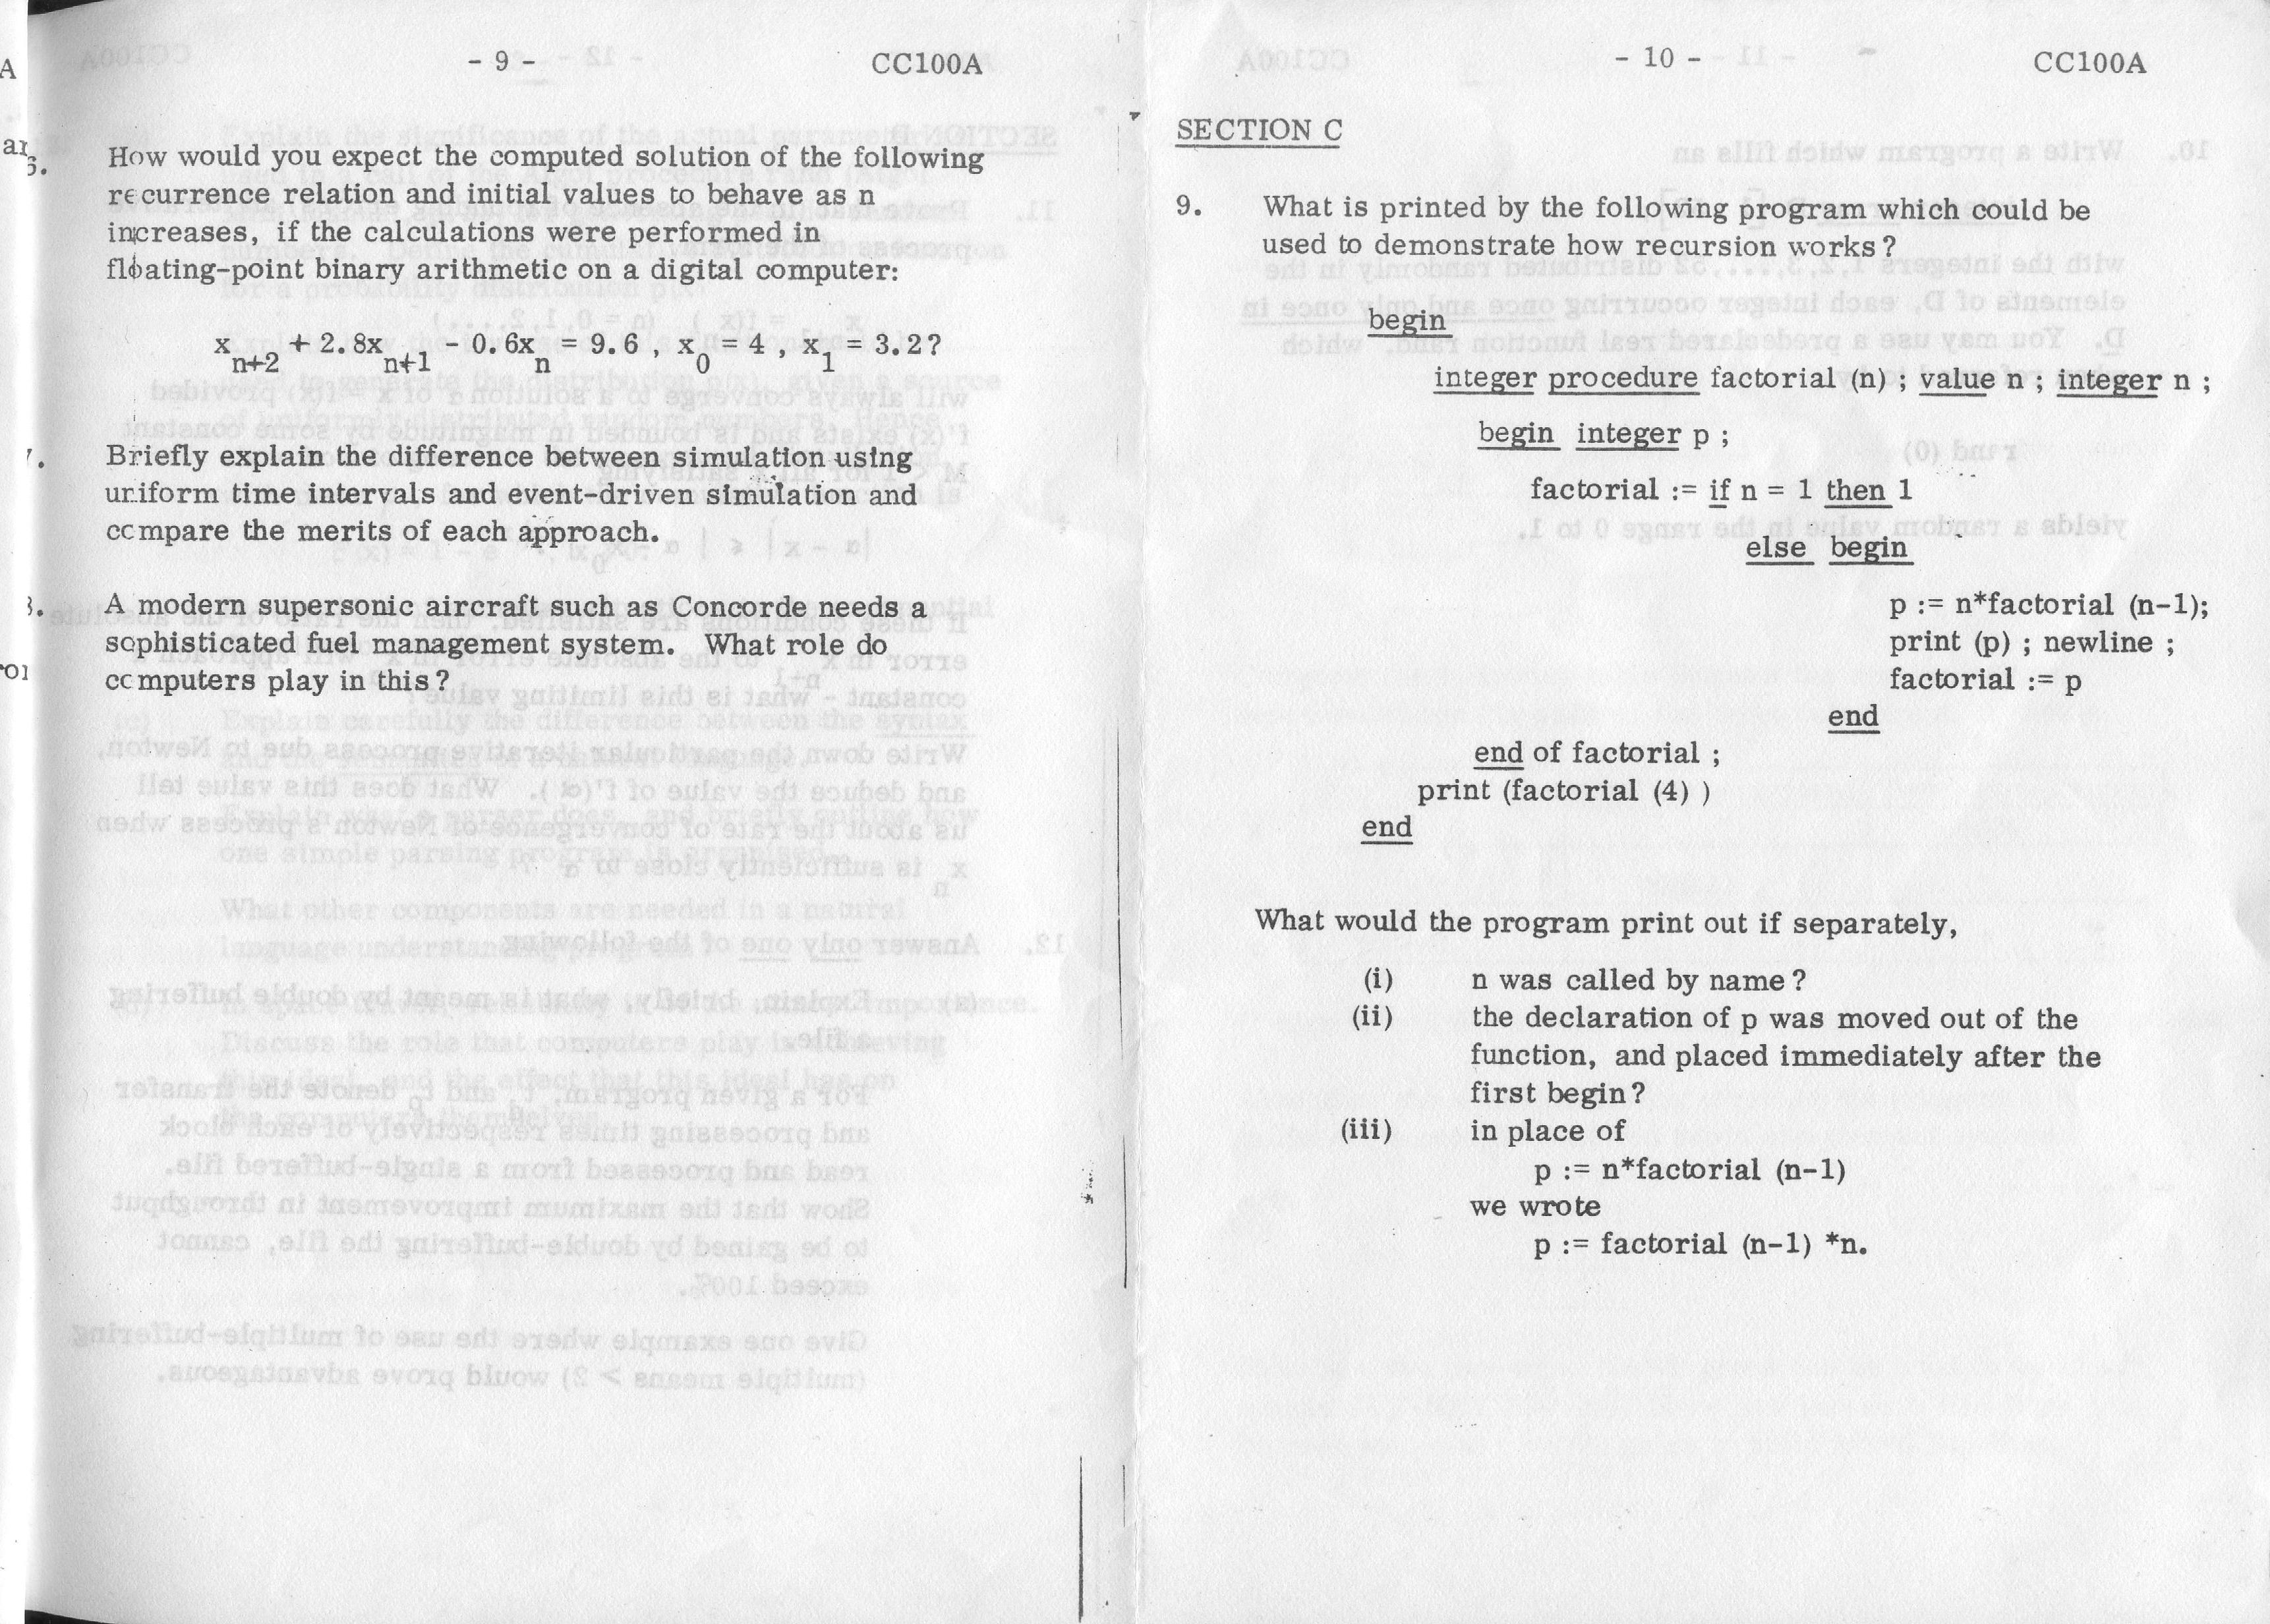 A
- 9 -
CC100A
6.
How would you expect the computed solution of the following
recurrence relation and initial values to behave as n
increases, if the calculations were performed in
floating-point binary arithmetic on a digital computer:
x_{n+2} + 2.8x_{n+1} - 0.6x_n = 9.6 , x_0 = 4 , x_1 = 3.2?
7.
Briefly explain the difference between simulation using
uniform time intervals and event-driven simulation and
compare the merits of each approach.
8.
A modern supersonic aircraft such as Concorde needs a
sophisticated fuel management system. What role do
computers play in this?
- 10 -
CC100A
SECTION C
9. What is printed by the following program which could be
used to demonstrate how recursion works?
begin
integer procedure factorial (n) ; value n ; integer n ;
begin integer p ;
factorial := if n = 1 then 1
else begin
p := n*factorial (n-1);
print (p) ; newline ;
factorial := p
end
end of factorial ;
print (factorial (4) )
end
What would the program print out if separately,
(i) n was called by name?
(ii) the declaration of p was moved out of the
function, and placed immediately after the
first begin?
(iii) in place of
p := n*factorial (n-1)
we wrote
p := factorial (n-1) *n.